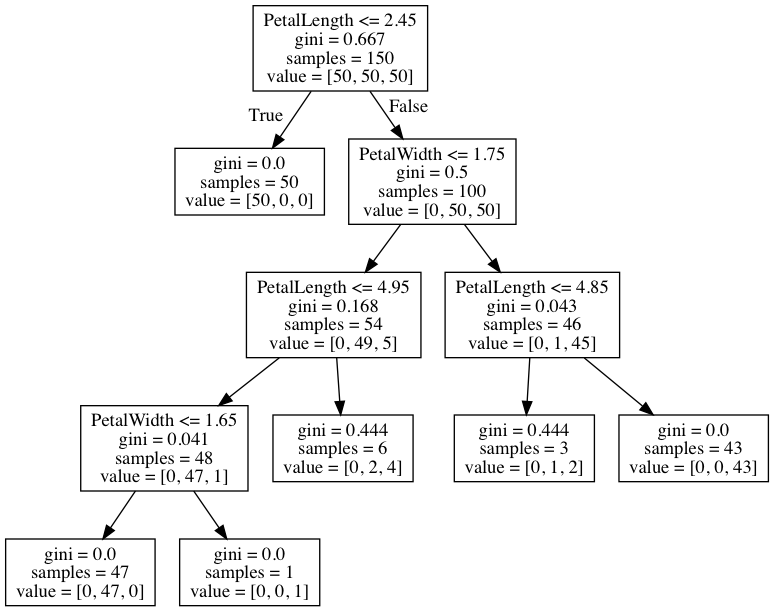 PetalLength <= 2.45
gini = 0.667
samples = 150
value = [50, 50, 50]
True
False
gini = 0.0
samples = 50
value = [50, 0, 0]
PetalWidth <= 1.75
gini = 0.5
samples = 100
value = [0, 50, 50]
PetalLength <= 4.95
gini = 0.168
samples = 54
value = [0, 49, 5]
PetalLength <= 4.85
gini = 0.043
samples = 46
value = [0, 1, 45]
PetalWidth <= 1.65
gini = 0.041
samples = 48
value = [0, 47, 1]
gini = 0.444
samples = 6
value = [0, 2, 4]
gini = 0.444
samples = 3
value = [0, 1, 2]
gini = 0.0
samples = 43
value = [0, 0, 43]
gini = 0.0
samples = 47
value = [0, 47, 0]
gini = 0.0
samples = 1
value = [0, 0, 1]